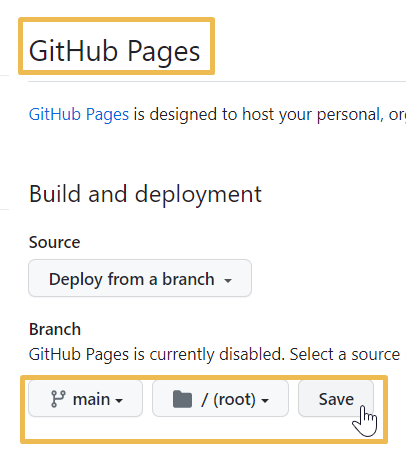 GitHub Pages
GitHub Pages is designed to host your personal, or
Build and deployment
Source
Deploy from a branch
Branch
GitHub Pages is currently disabled. Select a source
main
/ (root)
Save